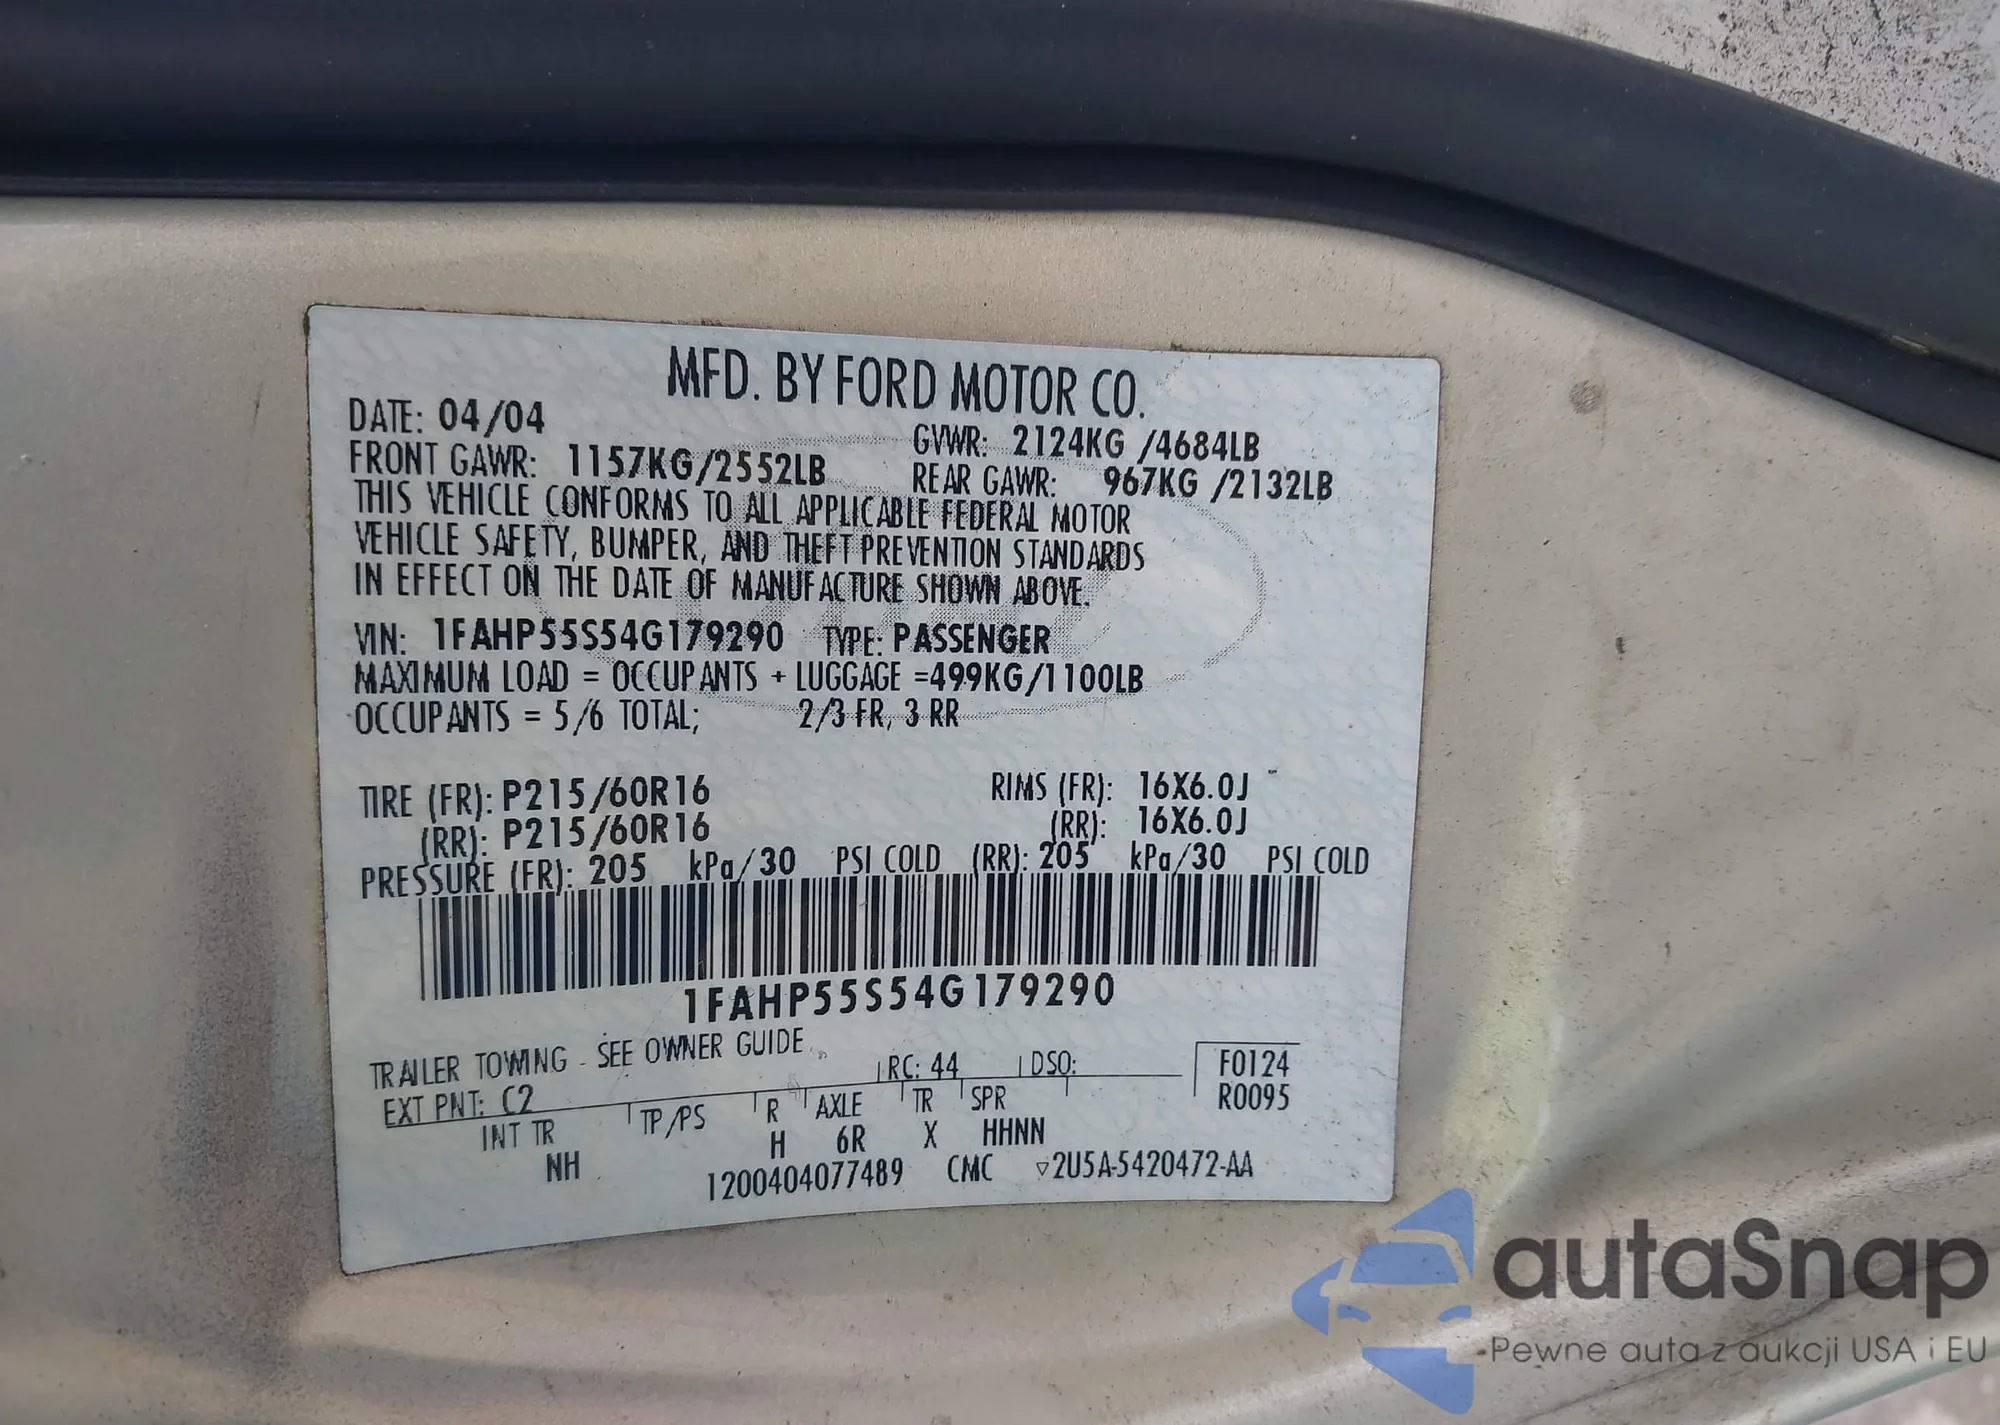 MFD. BY FORD MOTOR CO.
DATE: 04/04
GVWR: 2124KG /4684LB
FRONT GAWR: 1157KG/2552LB
REAR GAWR: 967KG /2132LB
THIS VEHICLE CONFORMS TO ALL APPLICABLE FEDERAL MOTOR
VEHICLE SAFETY, BUMPER, AND THEFT PREVENTION STANDARDS
IN EFFECT ON THE DATE OF MANUFACTURE SHOWN ABOVE.
VIN: 1FAHP55S54G179290 TYPE: PASSENGER
MAXIMUM LOAD = OCCUPANTS + LUGGAGE =499KG/1100LB
OCCUPANTS = 5/6 TOTAL; 2/3 FR, 3 RR
TIRE (FR): P215/60R16 RIMS (FR): 16X6.0J
(RR): P215/60R16 (RR): 16X6.0J
PRESSURE (FR): 205 kPa/30 PSI COLD (RR): 205 kPa/30 PSI COLD
1FAHP55S54G179290
TRAILER TOWING - SEE OWNER GUIDE
EXT PNT: C2 RC: 44 DSO: F0124
R0095
INT TR TP/PS R AXLE TR SPR
NH H 6R X HHNN
1200404077489 CMC ▽2U5A-5420472-AA
autaSnap
Pewne auta z aukcji USA i EU